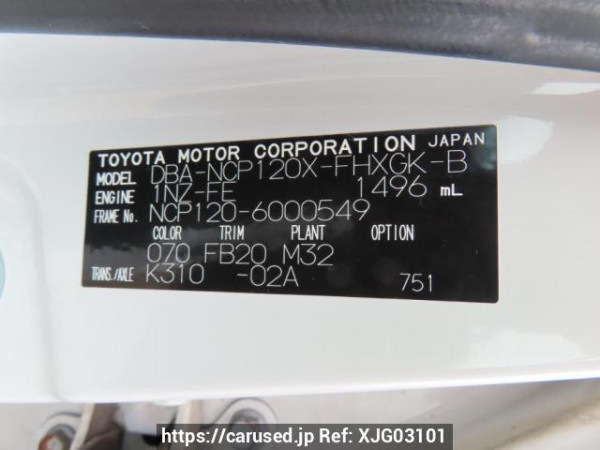 TOYOTA MOTOR CORPORATION JAPAN
MODEL DBA-NCP120X-FHXGK-B
ENGINE 1NZ-FE 1496 mL
FRAME No. NCP120-6000549
COLOR TRIM PLANT OPTION
070 FB20 M32
TRANS./AXLE K310 -02A 751
https://carused.jp Ref: XJG03101